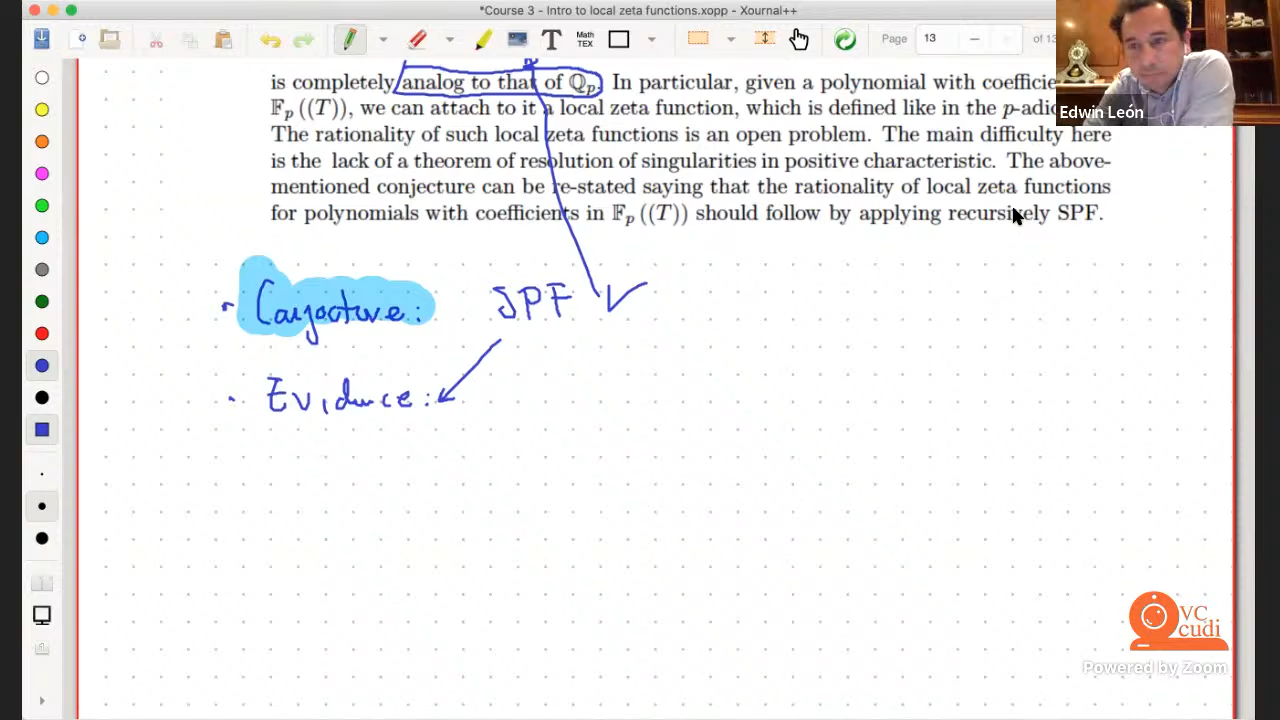 *Course 3 - Intro to local zeta functions.xopp - Xournal++
Math TEX
Page 13 of 13
is completely analog to that of ℚp. In particular, given a polynomial with
𝔽p ((T)), we can attach to it a local zeta function, which is defined like in the p-adic
The rationality of such local zeta functions is an open problem. The main difficulty here
is the lack of a theorem of resolution of singularities in positive characteristic. The above-
mentioned conjecture can be re-stated saying that the rationality of local zeta functions
for polynomials with coefficients in 𝔽p ((T)) should follow by applying recursively SPF.
Edwin León
Conjecture: SPF ✓
Evidence:
VC
cudi
Powered by Zoom